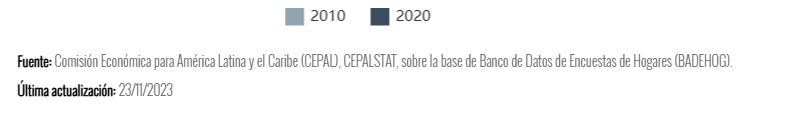 2010 2020
Fuente: Comisión Económica para América Latina y el Caribe (CEPAL), CEPALSTAT, sobre la base de Banco de Datos de Encuestas de Hogares (BADEHOG).
Última actualización: 23/11/2023